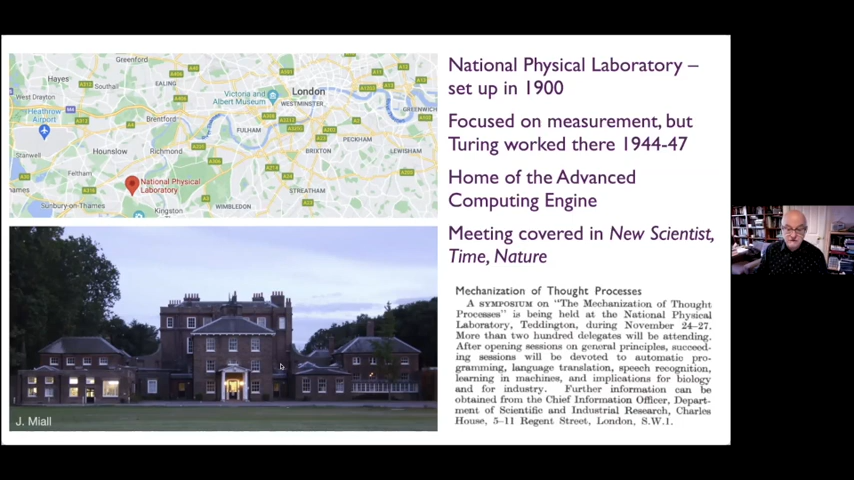 Greenford
Hayes
Southall
EALING
London
West Drayton
Victoria and
Albert Museum
WESTMINSTER
GREENWICH
Heathrow
Airport
Brentford
FULHAM
PECKHAM
Stanwell
Hounslow
Richmond
BRIXTON
LEWISHAM
Feltham
National Physical
Laboratory
STREATHAM
Sunbury-on-Thames
Kingston
WIMBLEDON
J. Miall
National Physical Laboratory –
set up in 1900
Focused on measurement, but
Turing worked there 1944-47
Home of the Advanced
Computing Engine
Meeting covered in New Scientist,
Time, Nature
Mechanization of Thought Processes
A SYMPOSIUM on "The Mechanization of Thought
Processes" is being held at the National Physical
Laboratory, Teddington, during November 24–27.
More than two hundred delegates will be attending.
After opening sessions on general principles, succeed-
ing sessions will be devoted to automatic pro-
gramming, language translation, speech recognition,
learning in machines, and implications for biology
and for industry. Further information can be
obtained from the Chief Information Officer, Depart-
ment of Scientific and Industrial Research, Charles
House, 5–11 Regent Street, London, S.W.1.